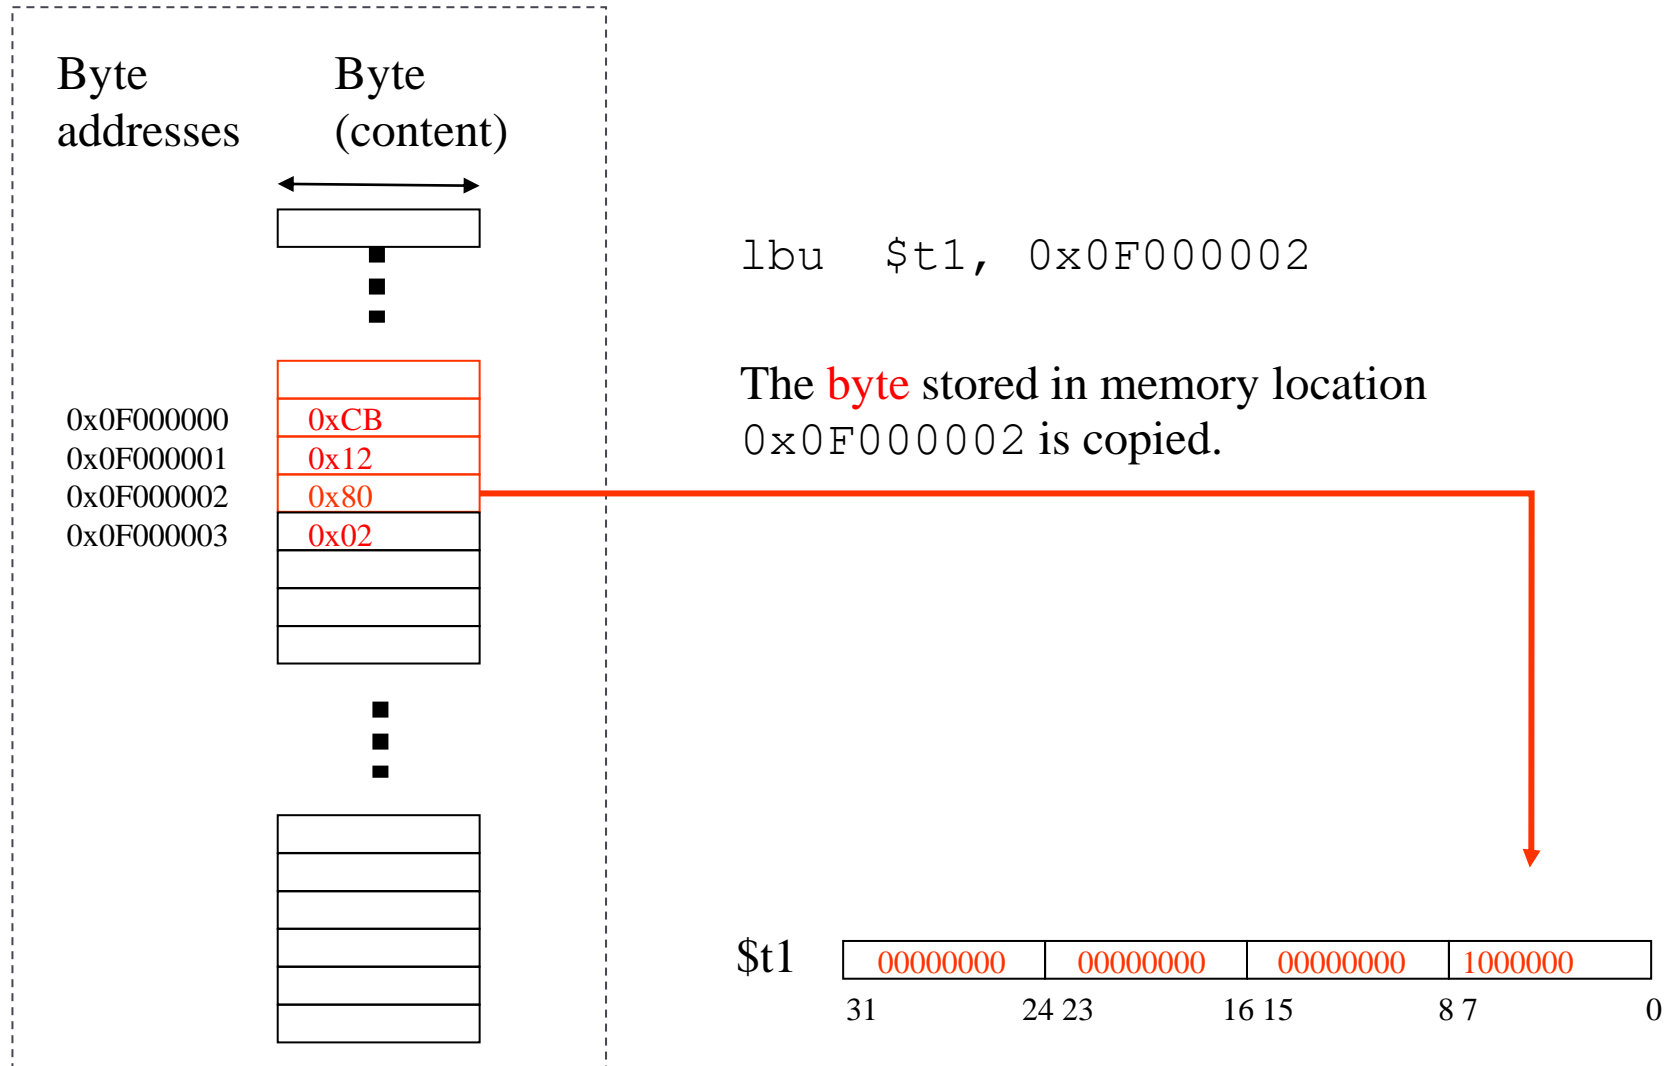 Byte addresses
Byte (content)
lbu $t1, 0x0F000002
The byte stored in memory location
0x0F000002 is copied.
0x0F000000 0xCB
0x0F000001 0x12
0x0F000002 0x80
0x0F000003 0x02
$t1 00000000 00000000 00000000 1000000
31 24 23 16 15 8 7 0